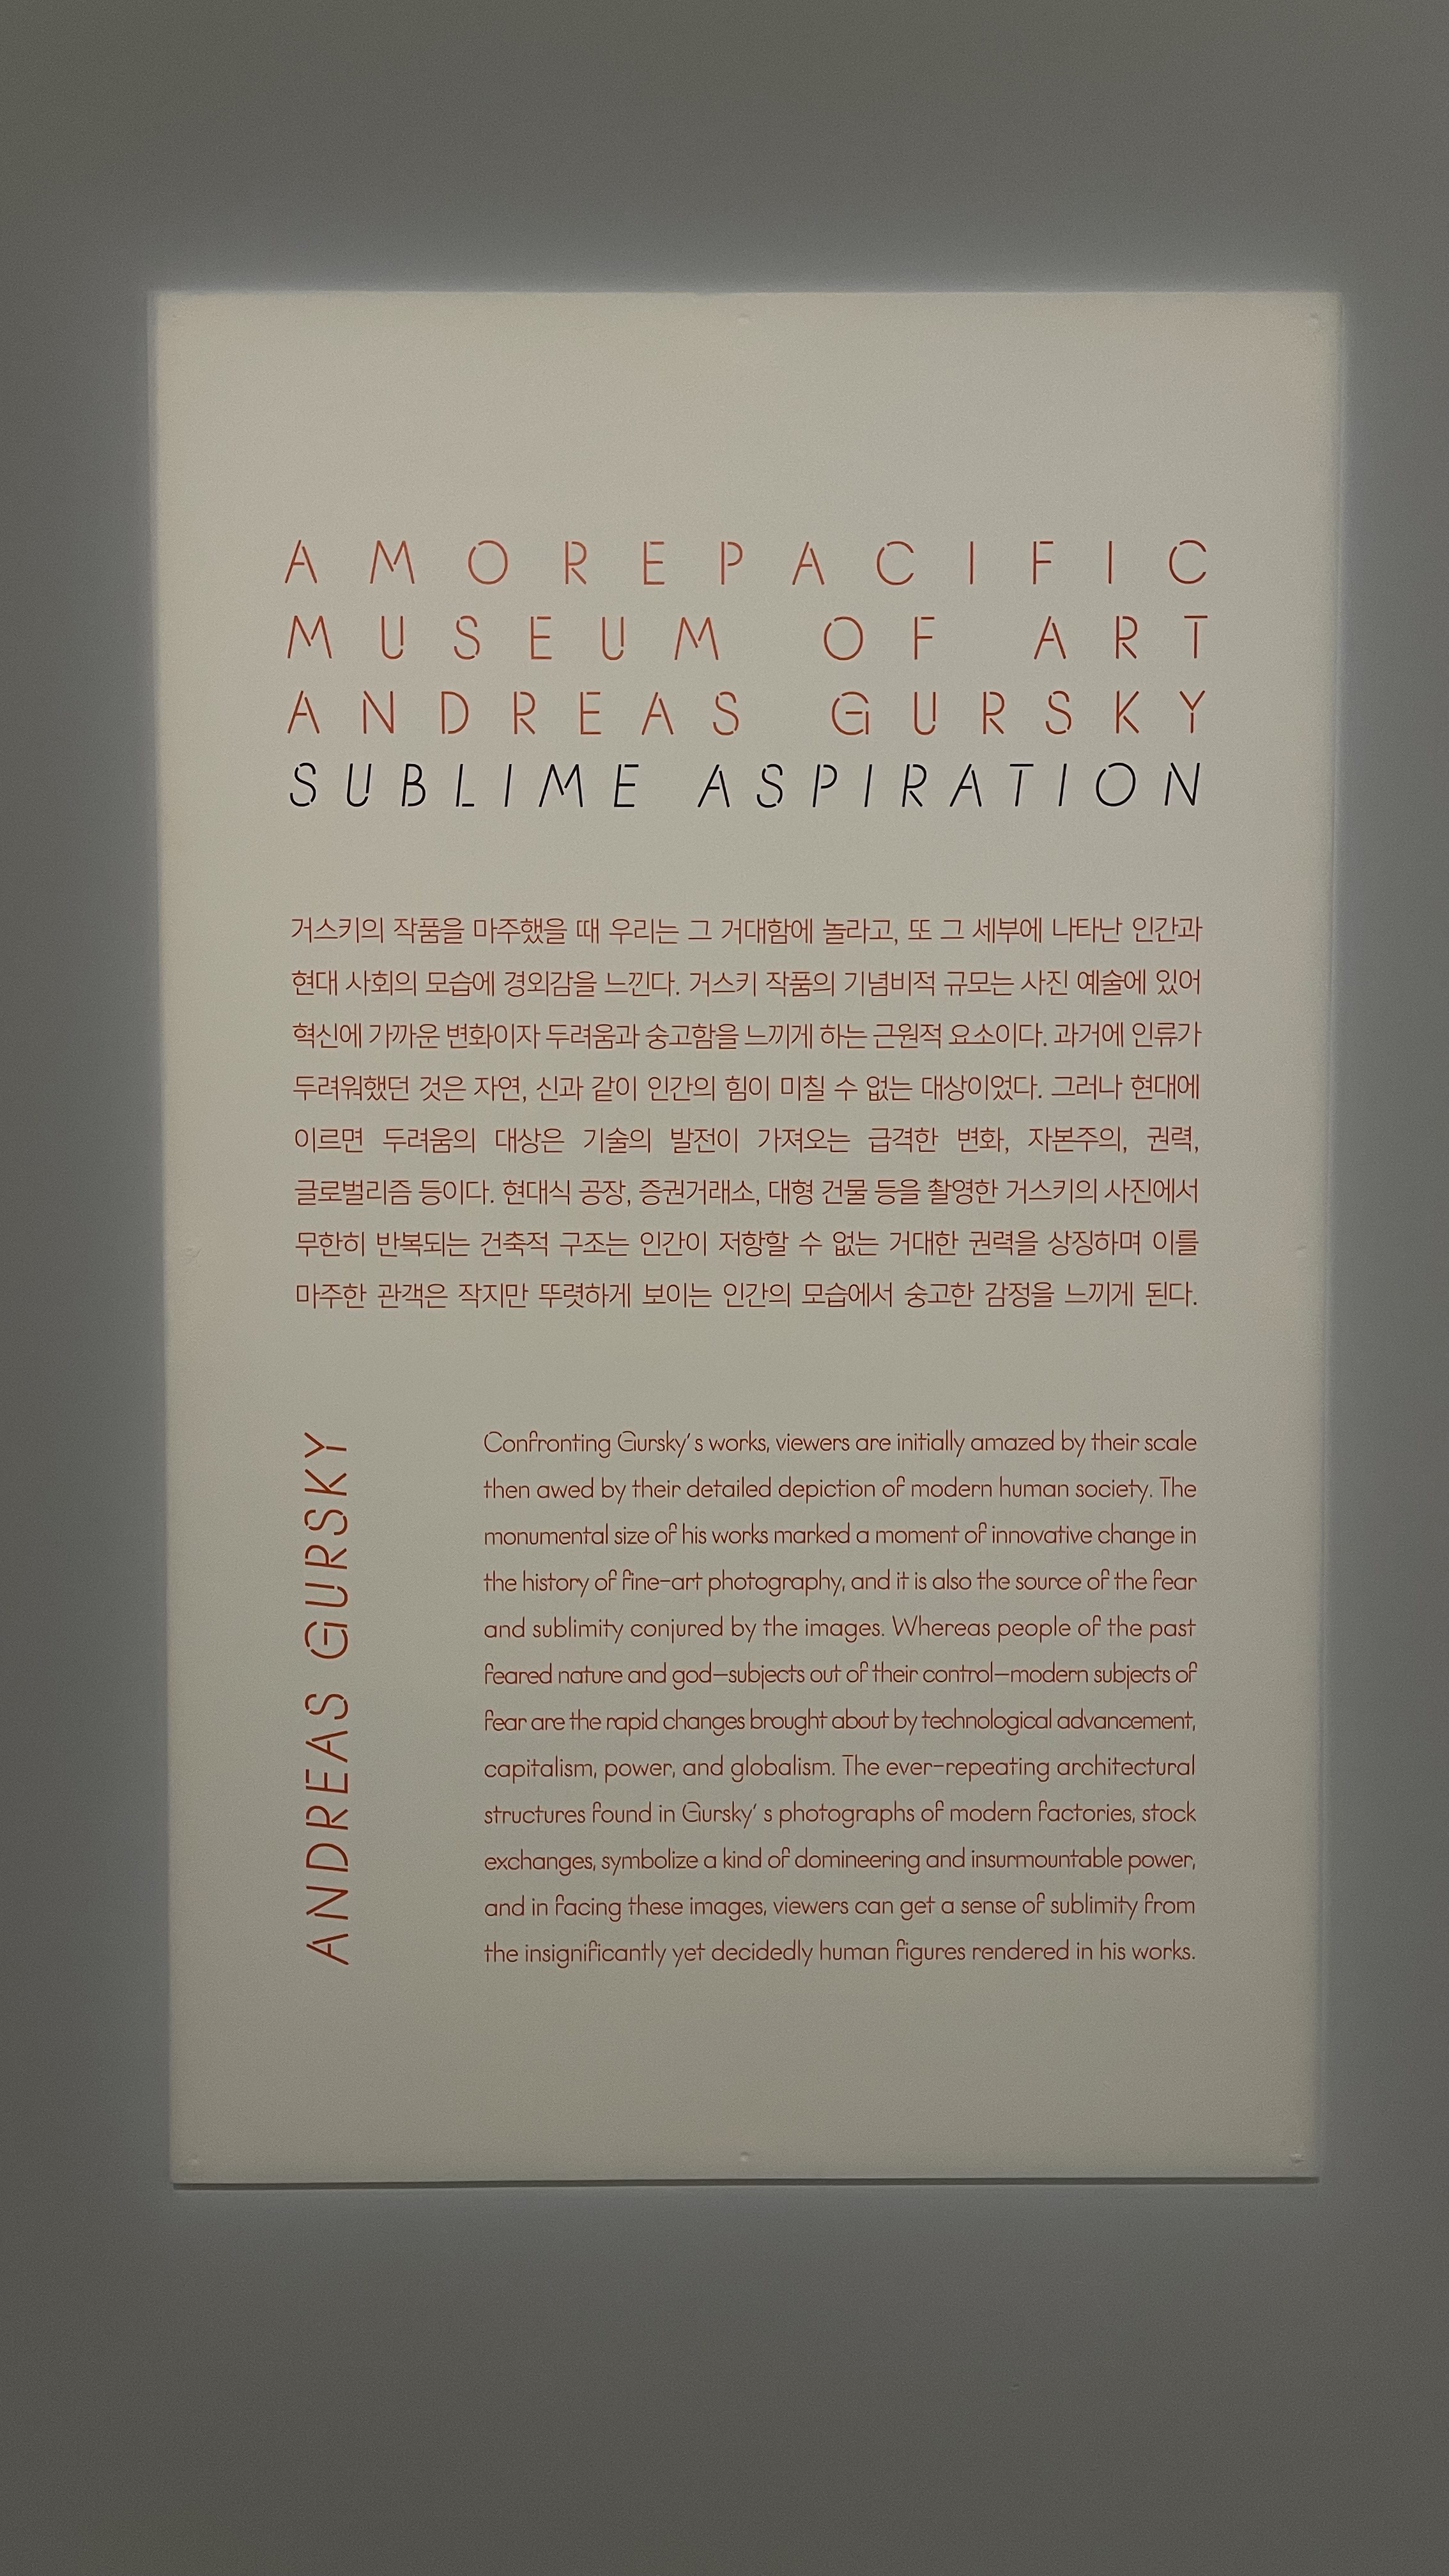 AMOREPACIFIC
MUSEUM OF ART
ANDREAS GURSKY
SUBLIME ASPIRATION
거스키의 작품을 마주했을 때 우리는 그 거대함에 놀라고, 또 그 세부에 나타난 인간과
현대 사회의 모습에 경외감을 느낀다. 거스키 작품의 기념비적 규모는 사진 예술에 있어
혁신에 가까운 변화이자 두려움과 숭고함을 느끼게 하는 근원적 요소이다. 과거에 인류가
두려워했던 것은 자연, 신과 같이 인간의 힘이 미칠 수 없는 대상이었다. 그러나 현대에
이르면 두려움의 대상은 기술의 발전이 가져오는 급격한 변화, 자본주의, 권력,
글로벌리즘 등이다. 현대식 공장, 증권거래소, 대형 건물 등을 촬영한 거스키의 사진에서
무한히 반복되는 건축적 구조는 인간이 저항할 수 없는 거대한 권력을 상징하며 이를
마주한 관객은 작지만 뚜렷하게 보이는 인간의 모습에서 숭고한 감정을 느끼게 된다.
ANDREAS GURSKY
Confronting Gursky's works, viewers are initially amazed by their scale
then awed by their detailed depiction of modern human society. The
monumental size of his works marked a moment of innovative change in
the history of fine-art photography, and it is also the source of the fear
and sublimity conjured by the images. Whereas people of the past
feared nature and god—subjects out of their control—modern subjects of
fear are the rapid changes brought about by technological advancement,
capitalism, power, and globalism. The ever-repeating architectural
structures found in Gursky' s photographs of modern factories, stock
exchanges, symbolize a kind of domineering and insurmountable power,
and in facing these images, viewers can get a sense of sublimity from
the insignificantly yet decidedly human figures rendered in his works.